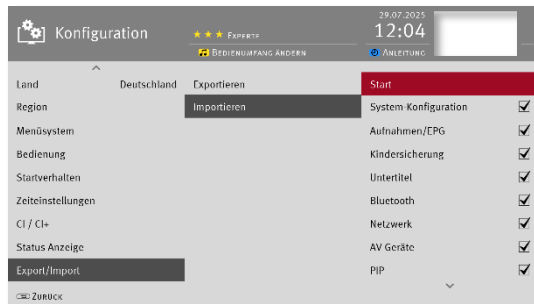 29.07.2025
Konfiguration
EXPERTE
12:04
BEDIENUMFANG ÄNDERN
ANLEITUNG
Land Deutschland
Exportieren
Start
Region
Importieren
System-Konfiguration
Menüsystem
Aufnahmen/EPG
Bedienung
Kindersicherung
Startverhalten
Untertitel
Zeiteinstellungen
Bluetooth
CI / CI+
Netzwerk
Status Anzeige
AV Geräte
Export/Import
PIP
ZURÜCK